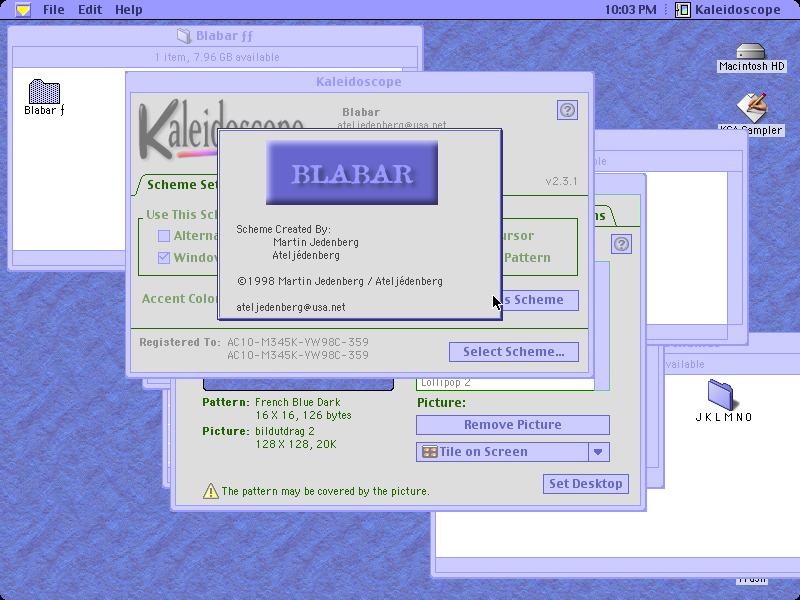 File Edit Help
10:03 PM Kaleidoscope
Blabar ƒƒ
1 item, 7.96 GB available
Blabar ƒ
Macintosh HD
Sampler
Kaleidoscope
Kaleidoscope
Blabar
ateljedenberg@usa.net
v2.3.1
Scheme Set
Use This Sch
Alterna
Window
ursor
Pattern
Accent Color
s Scheme
BLABAR
Scheme Created By:
Martin Jedenberg
Ateljédenberg
©1998 Martin Jedenberg / Ateljédenberg
ateljedenberg@usa.net
Registered To: AC10-M345K-YW98C-359
AC10-M345K-YW98C-359
Select Scheme...
ns
vailable
J K L M N O
Lollipop 2
Pattern: French Blue Dark
16 X 16, 126 bytes
Picture: bildutdrag 2
128 X 128, 20K
Picture:
Remove Picture
Tile on Screen
The pattern may be covered by the picture.
Set Desktop
Trash